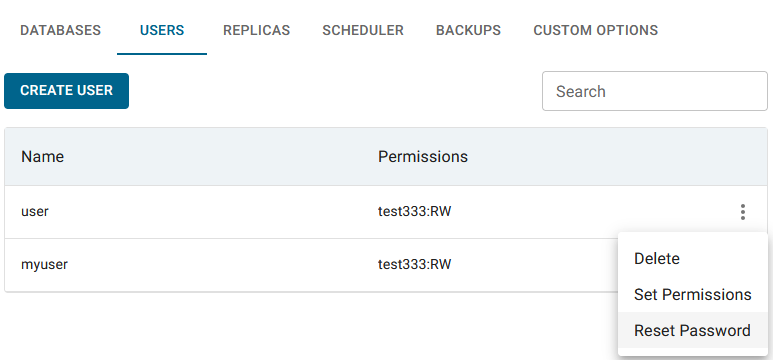 DATABASES USERS REPLICAS SCHEDULER BACKUPS CUSTOM OPTIONS
CREATE USER Search
Name Permissions
user test333:RW
myuser test333:RW
Delete
Set Permissions
Reset Password